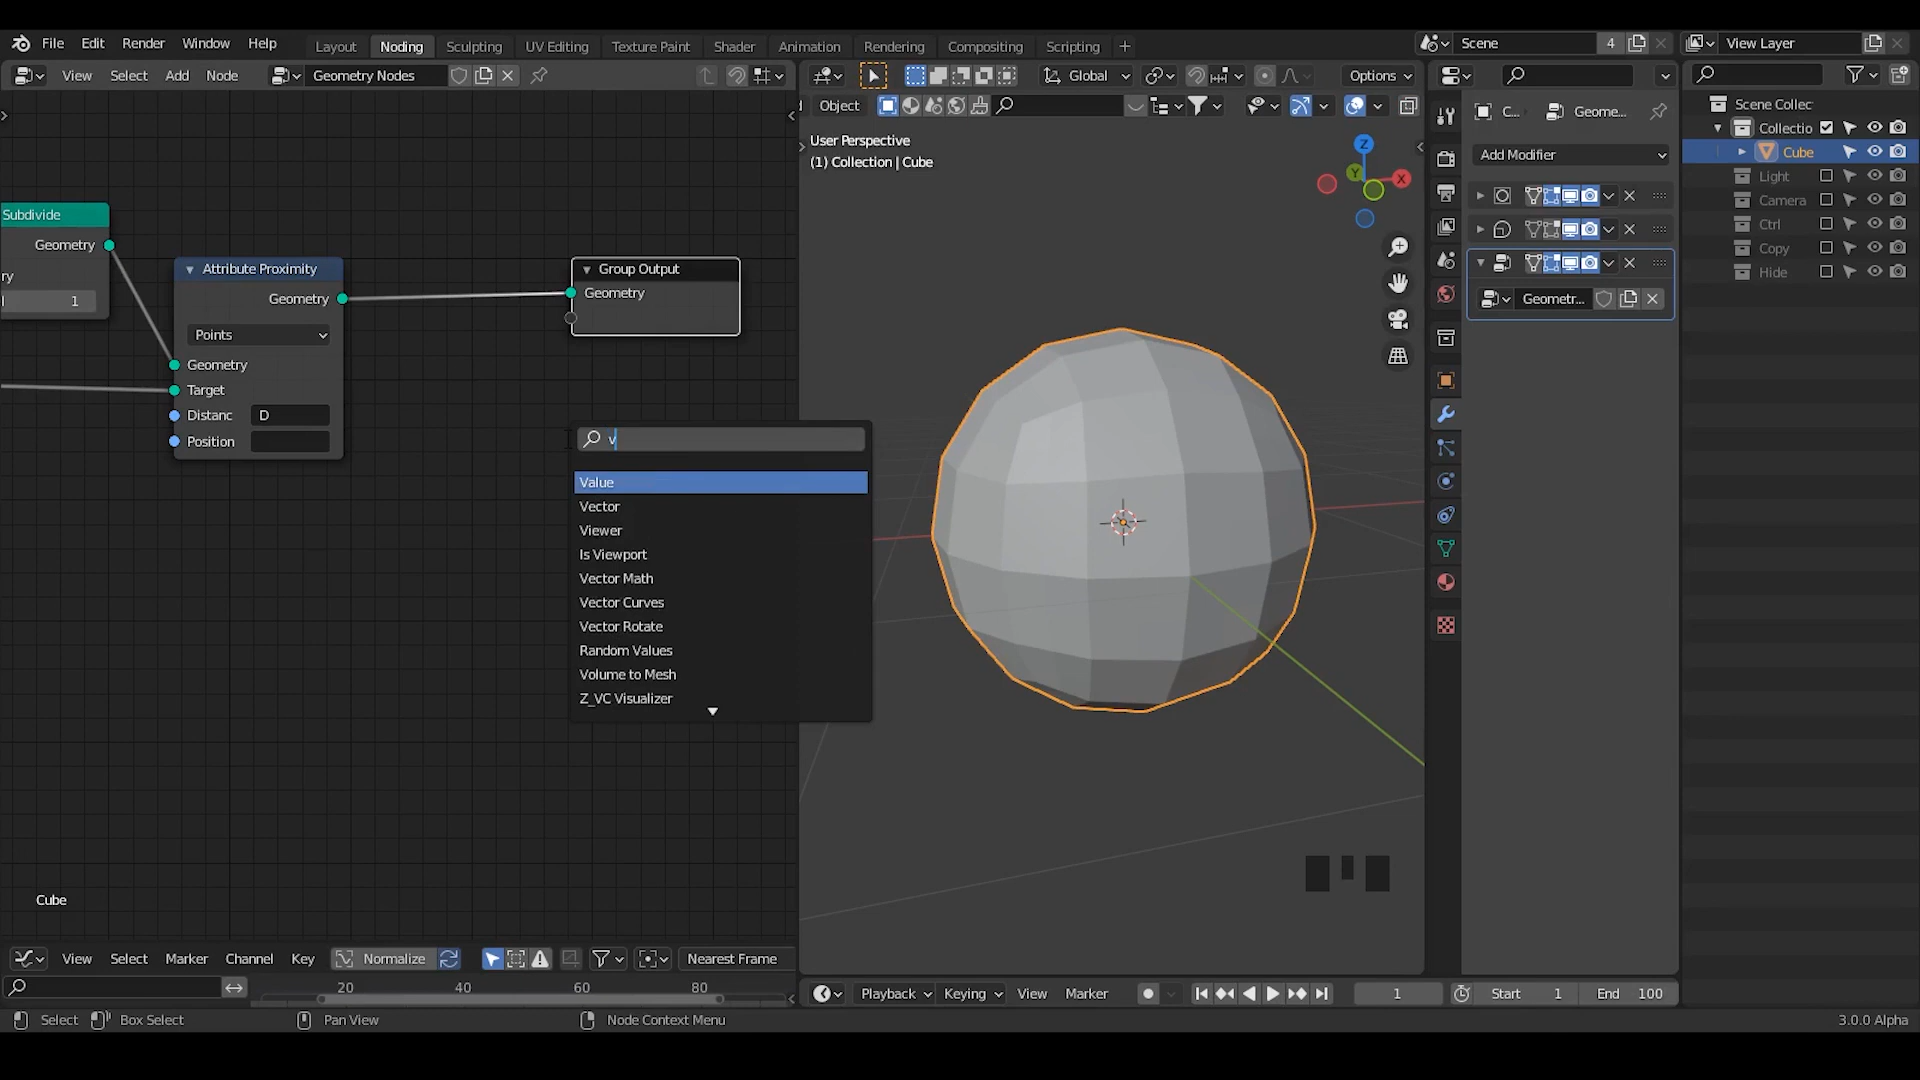 File Edit Render Window Help Layout Noding Sculpting UV Editing Texture Paint Shader Animation Rendering Compositing Scripting + Scene 4 View Layer
View Select Add Node Geometry Nodes Global Options
Object
User Perspective
(1) Collection | Cube
Z
Y
X
C... Geome...
Add Modifier
Geometr...
Scene Collec
Collectio
Cube
Light
Camera
Ctrl
Copy
Hide
Subdivide
Geometry
ry
l 1
Attribute Proximity
Geometry
Points
Geometry
Target
Distanc D
Position
Group Output
Geometry
v
Value
Vector
Viewer
Is Viewport
Vector Math
Vector Curves
Vector Rotate
Random Values
Volume to Mesh
Z_VC Visualizer
Cube
View Select Marker Channel Key Normalize Nearest Frame
20 40 60 80
Playback Keying View Marker 1 Start 1 End 100
Select Box Select Pan View Node Context Menu 3.0.0 Alpha